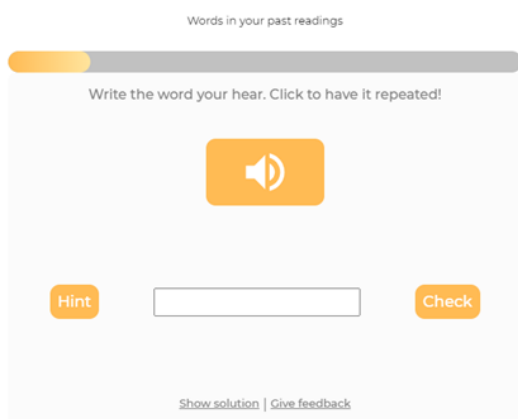 Words in your past readings
Write the word your hear. Click to have it repeated!
Hint
Check
Show solution | Give feedback